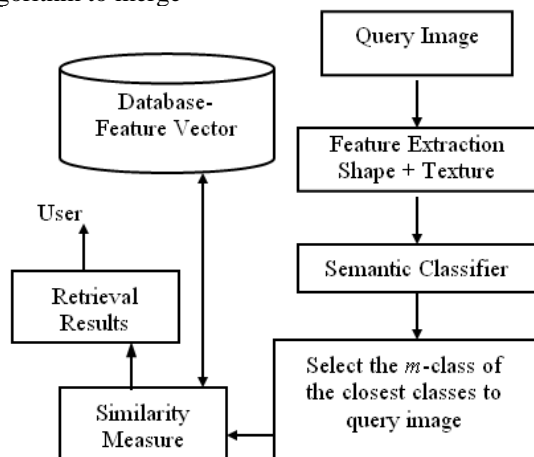 gorithm to merge
Query Image
Database-
Feature Vector
Feature Extraction
Shape + Texture
User
Semantic Classifier
Retrieval
Results
Select the m-class of
the closest classes to
query image
Similarity
Measure